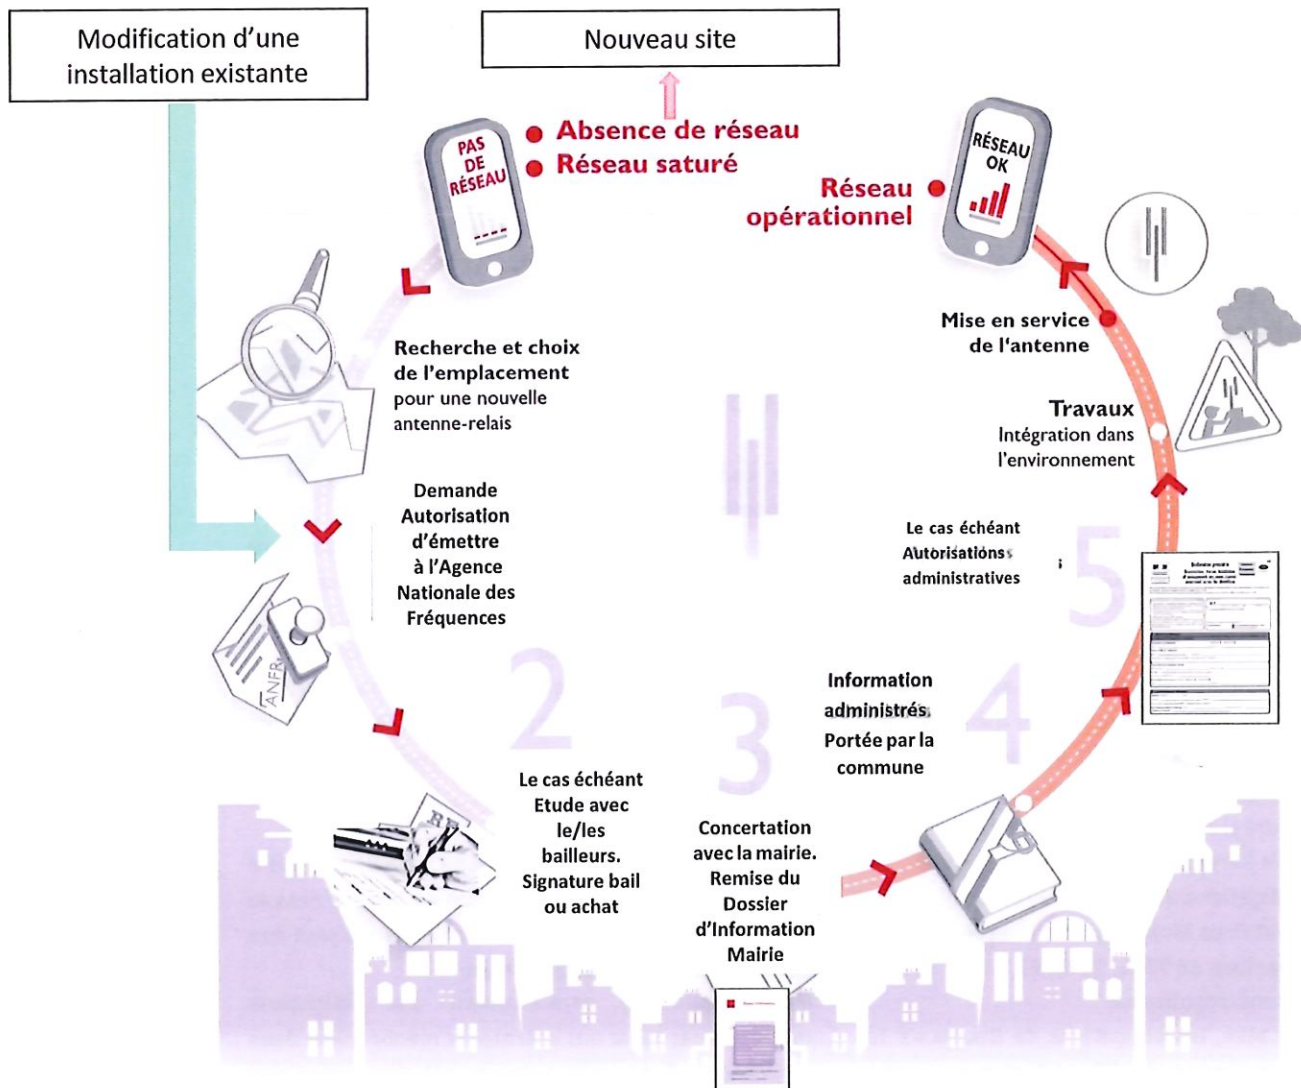 Modification d'une
installation existante
Nouveau site
PAS
DE
RÉSEAU
Absence de réseau
Réseau saturé
RÉSEAU
OK
Réseau
opérationnel
Recherche et choix
de l'emplacement
pour une nouvelle
antenne-relais
Demande
Autorisation
d'émettre
à l'Agence
Nationale des
Fréquences
ANFR
2
Le cas échéant
Etude avec
le/les
bailleurs.
Signature bail
ou achat
3
Concertation
avec la mairie.
Remise du
Dossier
d'Information
Mairie
4
Information
administrés
Portée par la
commune
5
Le cas échéant
Autorisations
administratives
Travaux
Intégration dans
l'environnement
Mise en service
de l'antenne